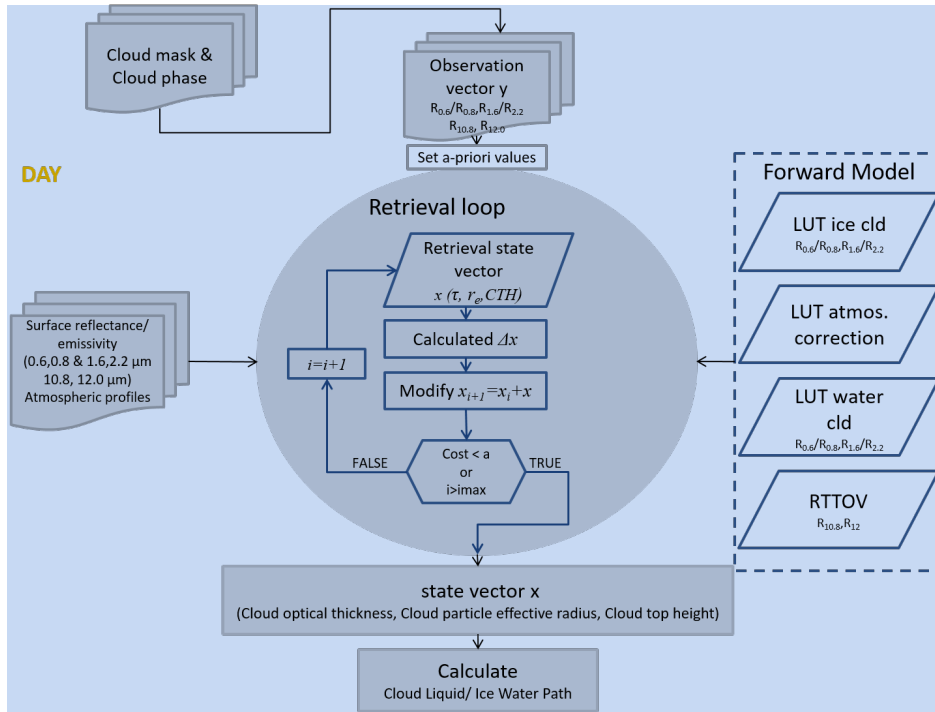 Cloud mask &
Cloud phase
Observation
vector y
R0.6/R0.8,R1.6/R2.2
R10.8, R12.0
Set a-priori values
DAY
Retrieval loop
Retrieval state
vector
x (τ, re,CTH)
Calculated Δx
i=i+1
Modify xi+1=xi+x
Cost < a
or
i>imax
FALSE
TRUE
Surface reflectance/
emissivity
(0.6,0.8 & 1.6,2.2 μm
10.8, 12.0 μm)
Atmospheric profiles
Forward Model
LUT ice cld
R0.6/R0.8,R1.6/R2.2
LUT atmos.
correction
LUT water
cld
R0.6/R0.8,R1.6/R2.2
RTTOV
R10.8,R12
state vector x
(Cloud optical thickness, Cloud particle effective radius, Cloud top height)
Calculate
Cloud Liquid/ Ice Water Path